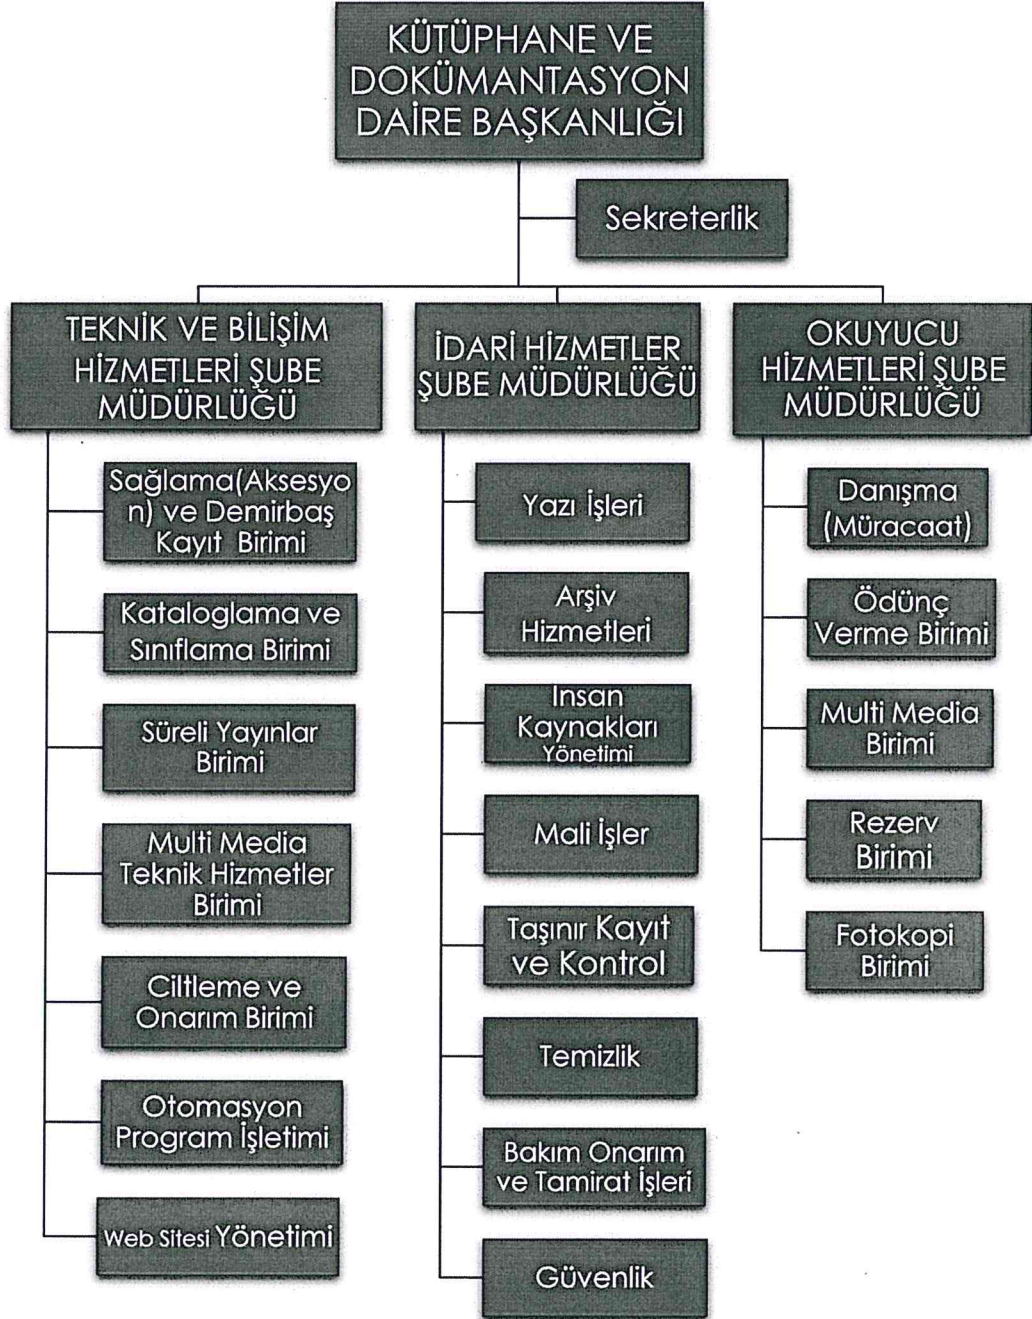 KÜTÜPHANE VE
DOKÜMANTASYON
DAİRE BAŞKANLIĞI
Sekreterlik
TEKNİK VE BİLİŞİM
HİZMETLERİ ŞUBE
MÜDÜRLÜĞÜ
Sağlama(Aksesyo
n) ve Demirbaş
Kayıt Birimi
Kataloglama ve
Sınıflama Birimi
Süreli Yayınlar
Birimi
Multi Media
Teknik Hizmetler
Birimi
Ciltleme ve
Onarım Birimi
Otomasyon
Program İşletimi
Web Sitesi Yönetimi
İDARİ HİZMETLER
ŞUBE MÜDÜRLÜĞÜ
Yazı İşleri
Arşiv
Hizmetleri
Insan
Kaynakları
Yönetimi
Mali İşler
Taşınır Kayıt
ve Kontrol
Temizlik
Bakım Onarım
ve Tamirat İşleri
Güvenlik
OKUYUCU
HİZMETLERİ ŞUBE
MÜDÜRLÜĞÜ
Danışma
(Müracaat)
Ödünç
Verme Birimi
Multi Media
Birimi
Rezerv
Birimi
Fotokopi
Birimi